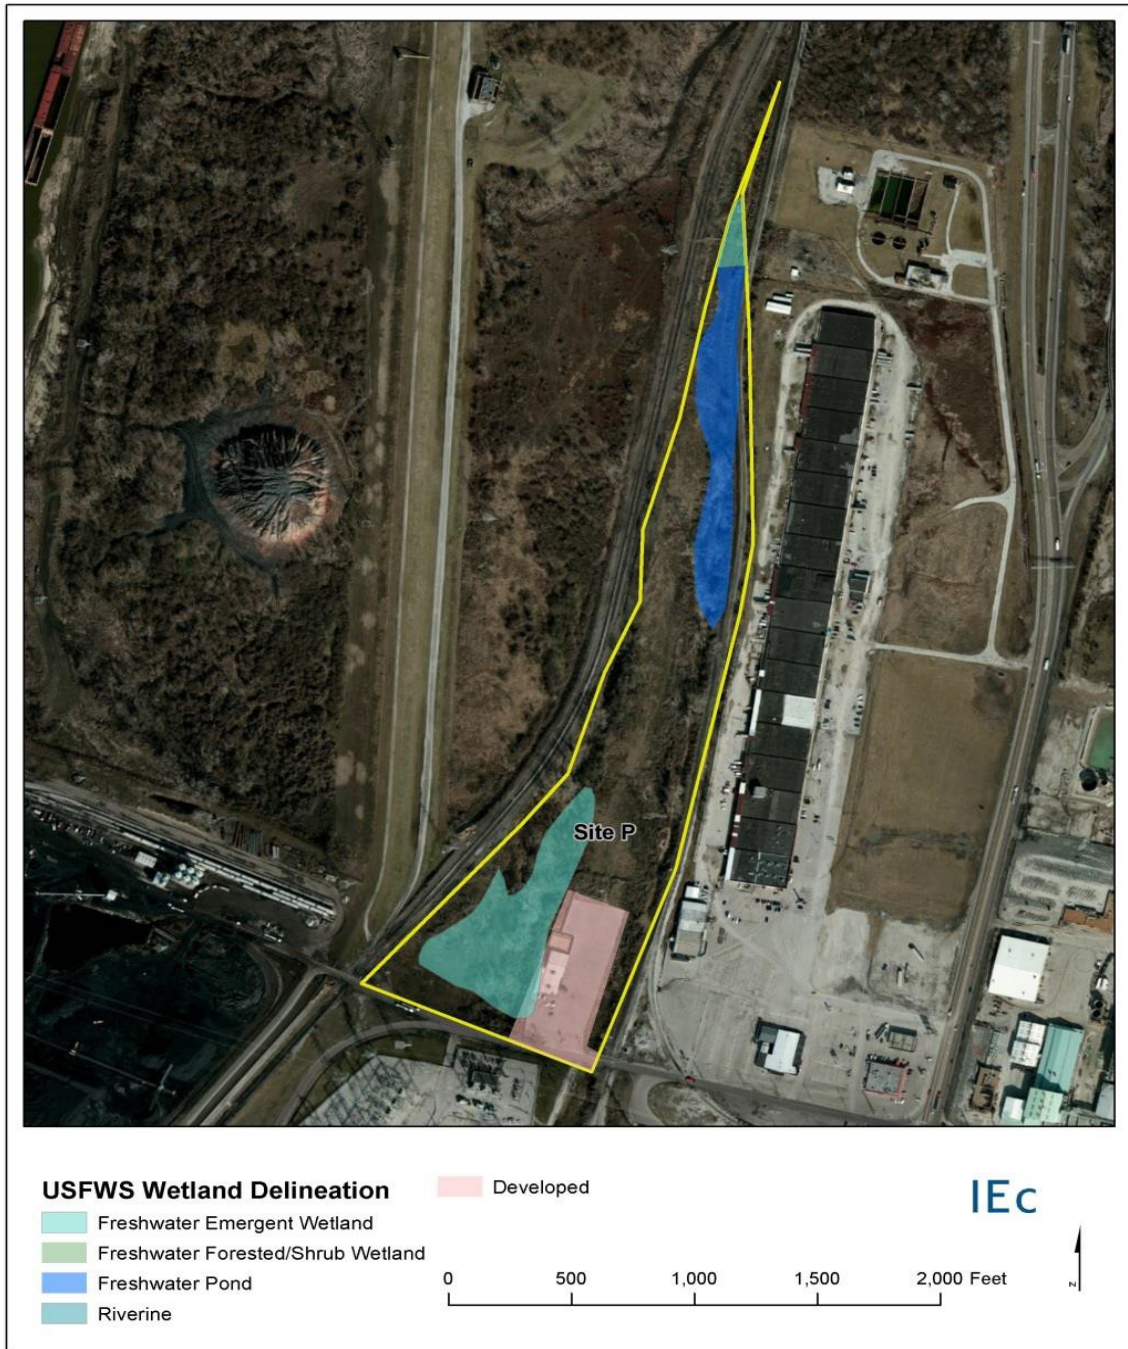 Site P
USFWS Wetland Delineation
Freshwater Emergent Wetland
Freshwater Forested/Shrub Wetland
Freshwater Pond
Riverine
Developed
0 500 1,000 1,500 2,000 Feet
IEc
N